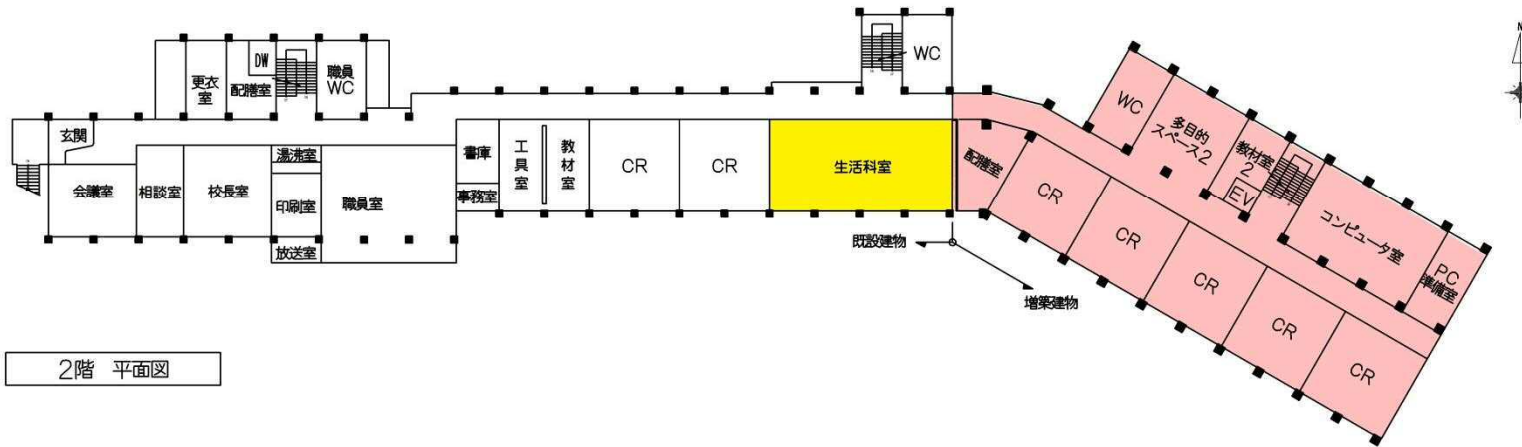 N
更衣
室
DW
配膳室
職員
WC
WC
玄関
会議室
相談室
校長室
湯沸室
印刷室
放送室
職員室
書庫
事務室
工
具
室
教
材
室
CR
CR
生活科室
既設建物
増築建物
配膳室
WC
多目的
スペース2
教材室
2
EV
コンピュータ室
PC
準備室
CR
CR
CR
CR
CR
2階 平面図